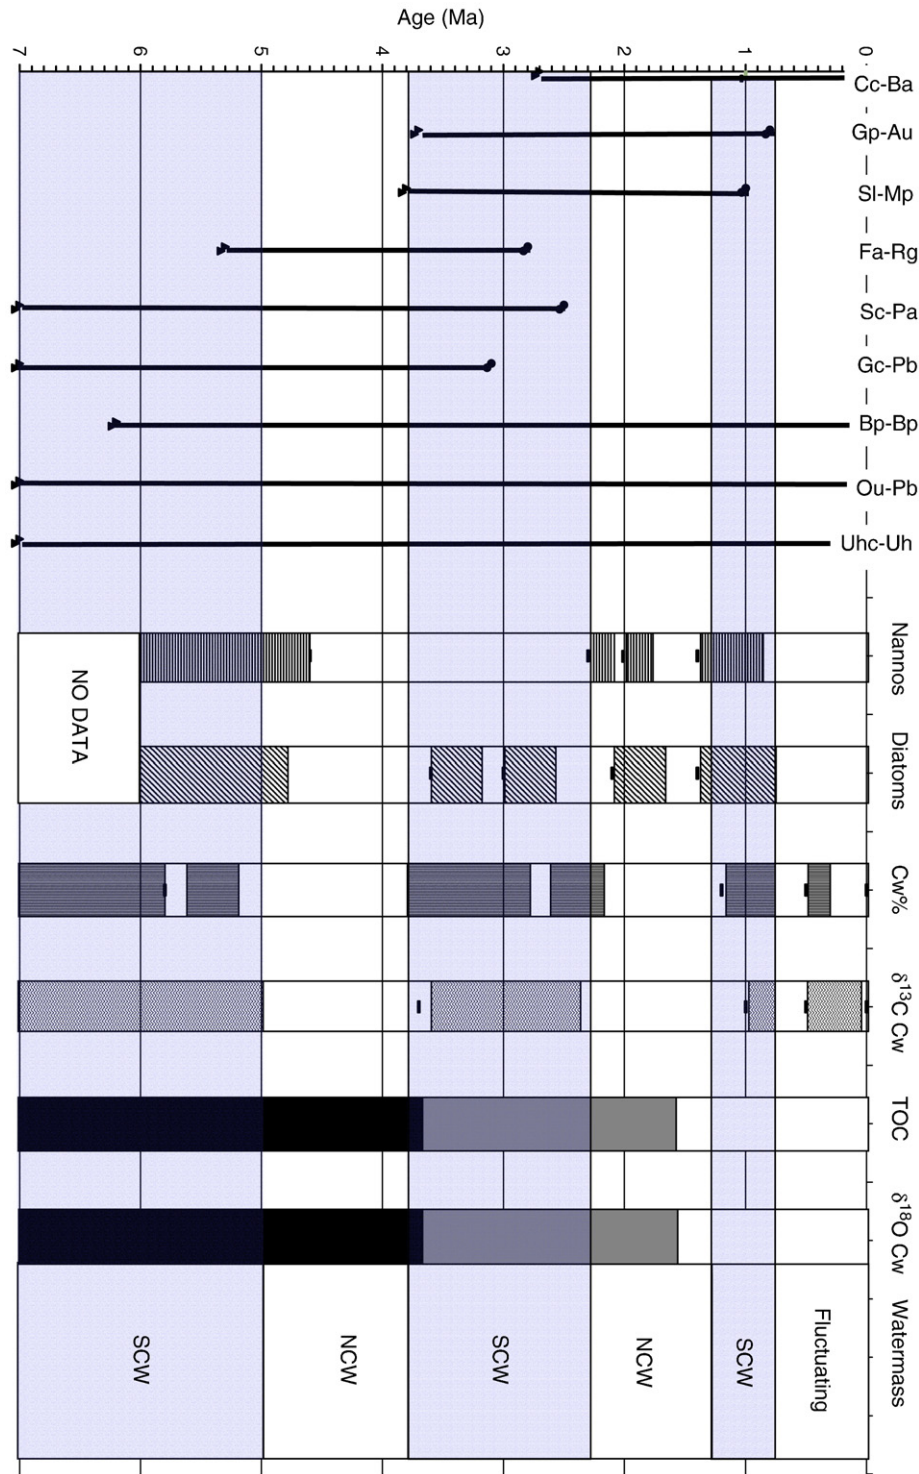 Age (Ma)
7 6 5 4 3 2 1 0
Cc-Ba
Gp-Au
Sl-Mp
Fa-Rg
Sc-Pa
Gc-Pb
Bp-Bp
Ou-Pb
Uhc-Uh
Nannos
NO DATA
Diatoms
Cw%
δ13C Cw
TOC
δ18O Cw
Watermass
SCW
NCW
SCW
NCW
SCW
Fluctuating